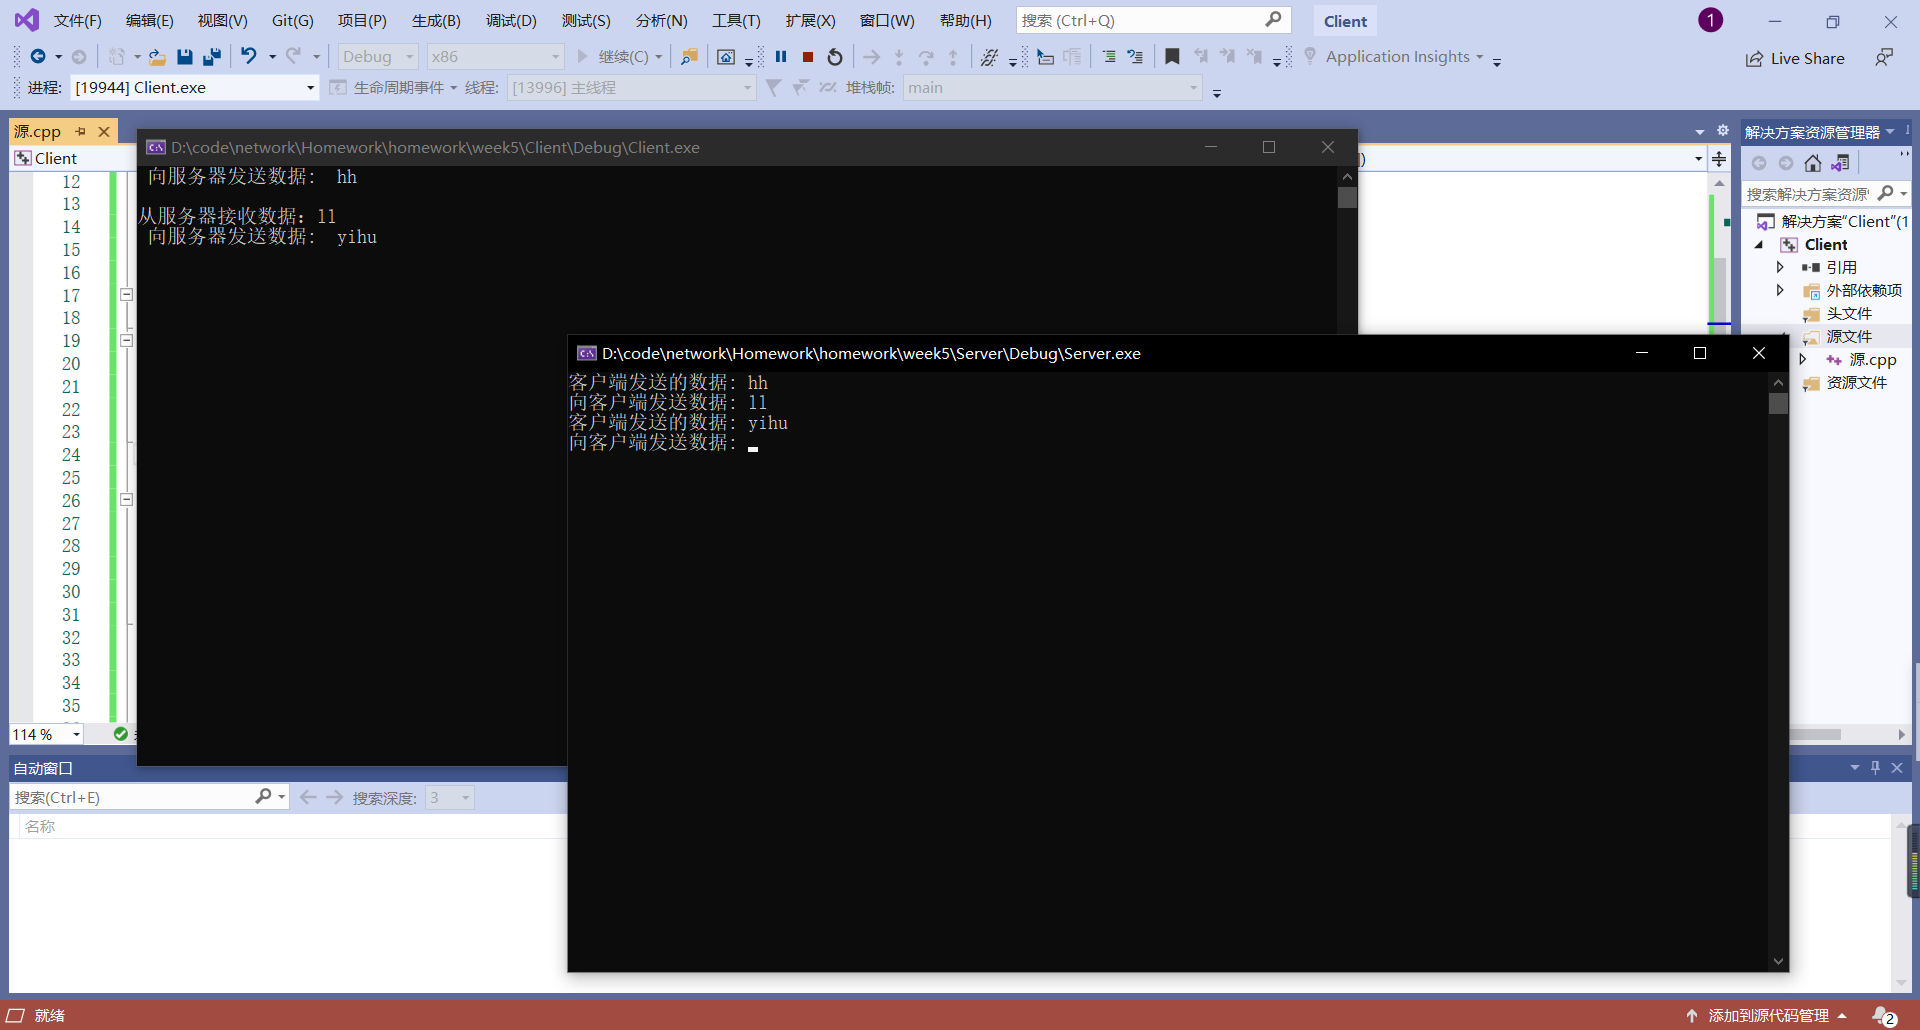 文件(F) 编辑(E) 视图(V) Git(G) 项目(P) 生成(B) 调试(D) 测试(S) 分析(N) 工具(T) 扩展(X) 窗口(W) 帮助(H) 搜索 (Ctrl+Q) Client 1
Debug x86 继续(C) Application Insights Live Share
进程: [19944] Client.exe 生命周期事件 线程: [13996] 主线程 堆栈帧: main
源.cpp
Client
12
13
14
15
16
17
18
19
20
21
22
23
24
25
26
27
28
29
30
31
32
33
34
35
114 %
D:\code\network\Homework\homework\week5\Client\Debug\Client.exe
向服务器发送数据: hh
从服务器接收数据: ll
向服务器发送数据: yihu
D:\code\network\Homework\homework\week5\Server\Debug\Server.exe
客户端发送的数据: hh
向客户端发送数据: ll
客户端发送的数据: yihu
向客户端发送数据:
解决方案资源管理器
搜索解决方案资源
解决方案"Client"(1
Client
引用
外部依赖项
头文件
源文件
源.cpp
资源文件
自动窗口
搜索(Ctrl+E) 搜索深度: 3
名称
就绪 添加到源代码管理 2